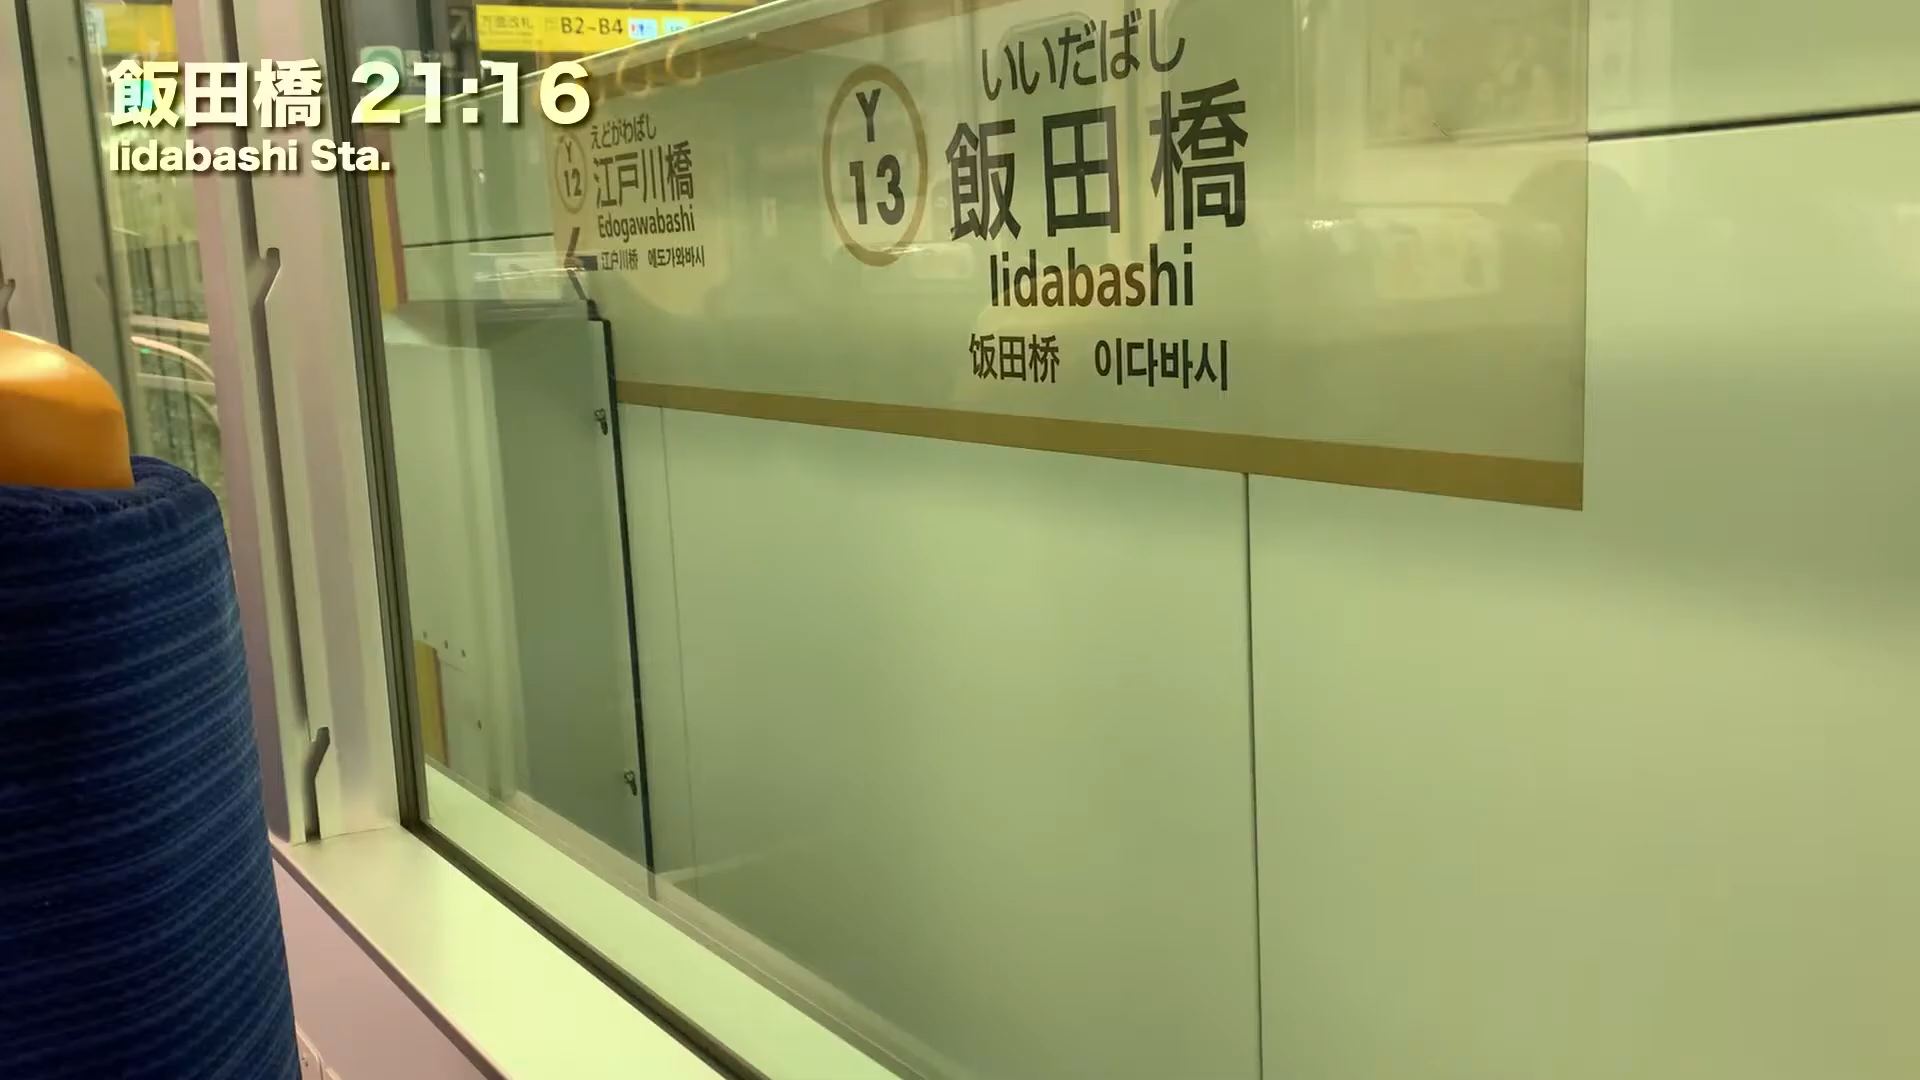 飯田橋 21:16
Iidabashi Sta.
B2~B4
Y
12
えどがわばし
江戸川橋
Edogawabashi
江户川桥 에도가와바시
Y
13
いいだばし
飯田橋
Iidabashi
饭田桥 이다바시